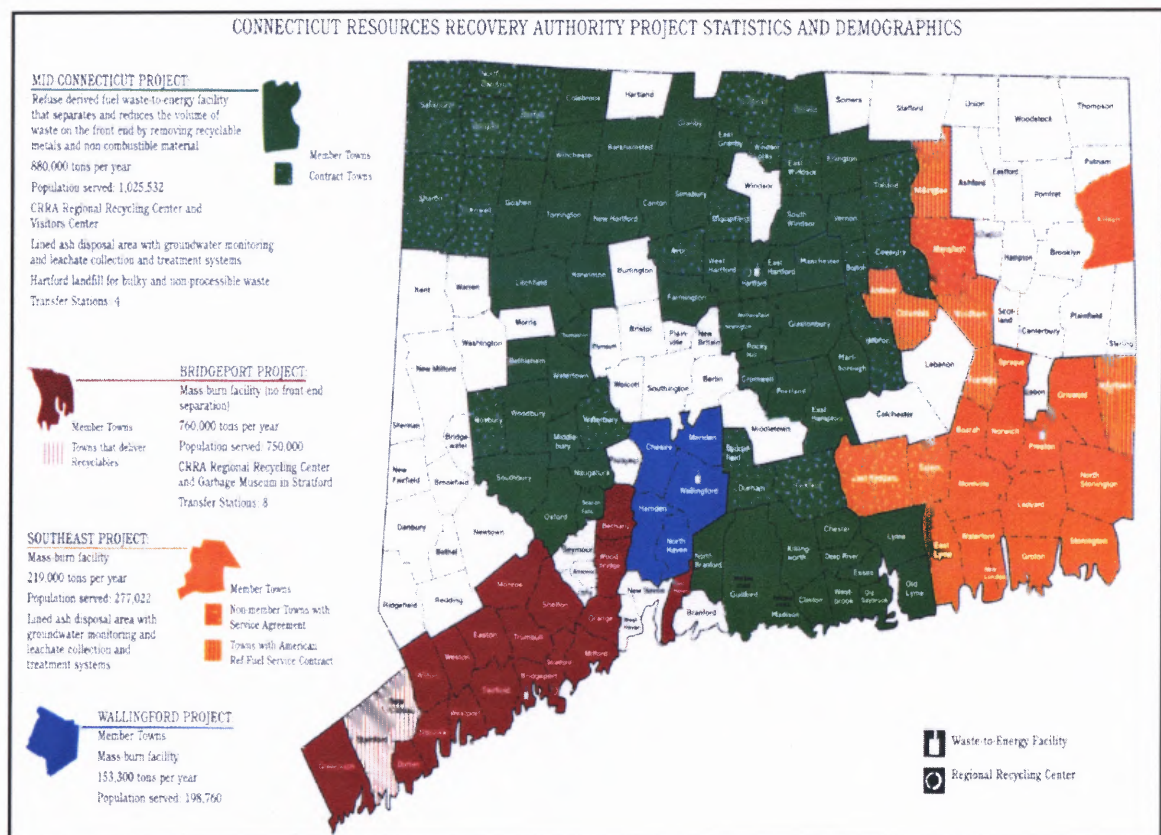 CONNECTICUT RESOURCES RECOVERY AUTHORITY PROJECT STATISTICS AND DEMOGRAPHICS
MID CONNECTICUT PROJECT:
Refuse derived fuel waste-to-energy facility
that separates and reduces the volume of
waste on the front end by removing recyclable
metals and non combustible material
880,000 tons per year
Population served: 1,025,532
CRRA Regional Recycling Center and
Visitors Center
Lined ash disposal area with groundwater monitoring
and leachate collection and treatment systems
Hartford landfill for bulky and non-processible waste
Transfer Stations: 4
Member Towns
Contract Towns
BRIDGEPORT PROJECT:
Mass burn facility (no front end
separation)
760,000 tons per year
Population served: 750,000
CRRA Regional Recycling Center
and Garbage Museum in Stratford
Transfer Stations: 8
Member Towns
Towns that deliver
Recyclables
SOUTHEAST PROJECT:
Mass-burn facility
219,000 tons per year
Population served: 277,022
Lined ash disposal area with
groundwater monitoring and
leachate collection and
treatment systems
Member Towns
Non-member Towns with
Service Agreement
Towns with American
Ref-Fuel Service Contract
WALLINGFORD PROJECT:
Member Towns
Mass burn facility
153,300 tons per year
Population served: 198,760
Waste-to-Energy Facility
Regional Recycling Center
Colebrook
Hartland
Somers
Stafford
Union
Woodstock
Thompson
Putnam
Salisbury
Granby
East Granby
Winchester
Barkhamsted
East Windsor
Ellington
Ashford
Eastford
Pomfret
Killingly
Sharon
Goshen
Torrington
New Hartford
Canton
Simsbury
Windsor
South Windsor
Vernon
Tolland
Willington
Mansfield
Coventry
Hampton
Brooklyn
Avon
West Hartford
Hartford
East Hartford
Manchester
Bolton
Kent
Warren
Litchfield
Harwinton
Burlington
Farmington
Columbia
Windham
Scotland
Canterbury
Plainfield
Sterling
Washington
Morris
Bethlehem
Watertown
Plymouth
Bristol
Plainville
New Britain
Glastonbury
Rocky Hill
Hebron
Lebanon
New Milford
Wolcott
Southington
Berlin
Cromwell
Portland
Marlborough
Colchester
Sprague
Lisbon
Griswold
Sherman
Bridgewater
Roxbury
Woodbury
Waterbury
Middlebury
Cheshire
Meriden
Middletown
East Hampton
Bozrah
Norwich
Preston
New Fairfield
Brookfield
Southbury
Naugatuck
Prospect
Wallingford
Durham
Salem
Montville
Ledyard
North Stonington
Danbury
Bethel
Newtown
Oxford
Beacon Falls
Bethany
Hamden
North Haven
Chester
Lyme
East Lyme
Waterford
New London
Groton
Stonington
Ridgefield
Redding
Monroe
Seymour
Woodbridge
North Branford
Guilford
Madison
Killingworth
Deep River
Essex
Clinton
Westbrook
Old Saybrook
Old Lyme
Shelton
Orange
West Haven
Branford
Easton
Trumbull
Weston
Stratford
Milford
Bridgeport
Fairfield
Westport
Stamford
Greenwich
Darien